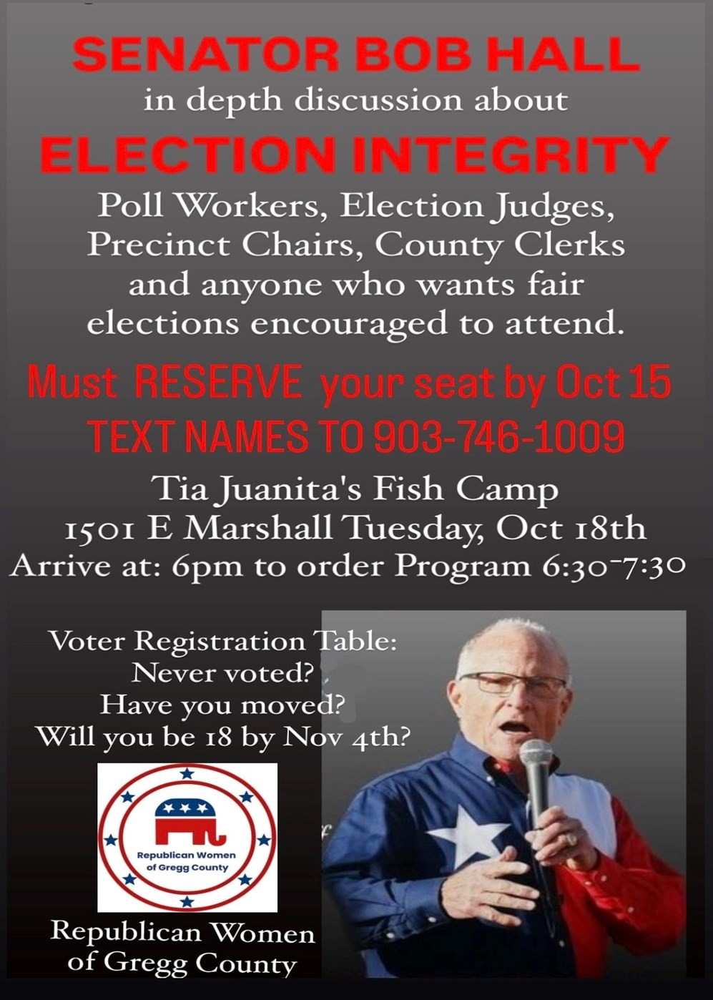 SENATOR BOB HALL
in depth discussion about
ELECTION INTEGRITY
Poll Workers, Election Judges,
Precinct Chairs, County Clerks
and anyone who wants fair
elections encouraged to attend.
Must RESERVE your seat by Oct 15
TEXT NAMES TO 903-746-1009
Tia Juanita's Fish Camp
1501 E Marshall Tuesday, Oct 18th
Arrive at: 6pm to order Program 6:30-7:30
Voter Registration Table:
Never voted?
Have you moved?
Will you be 18 by Nov 4th?
Republican Women
of Gregg County
Republican Women
of Gregg County